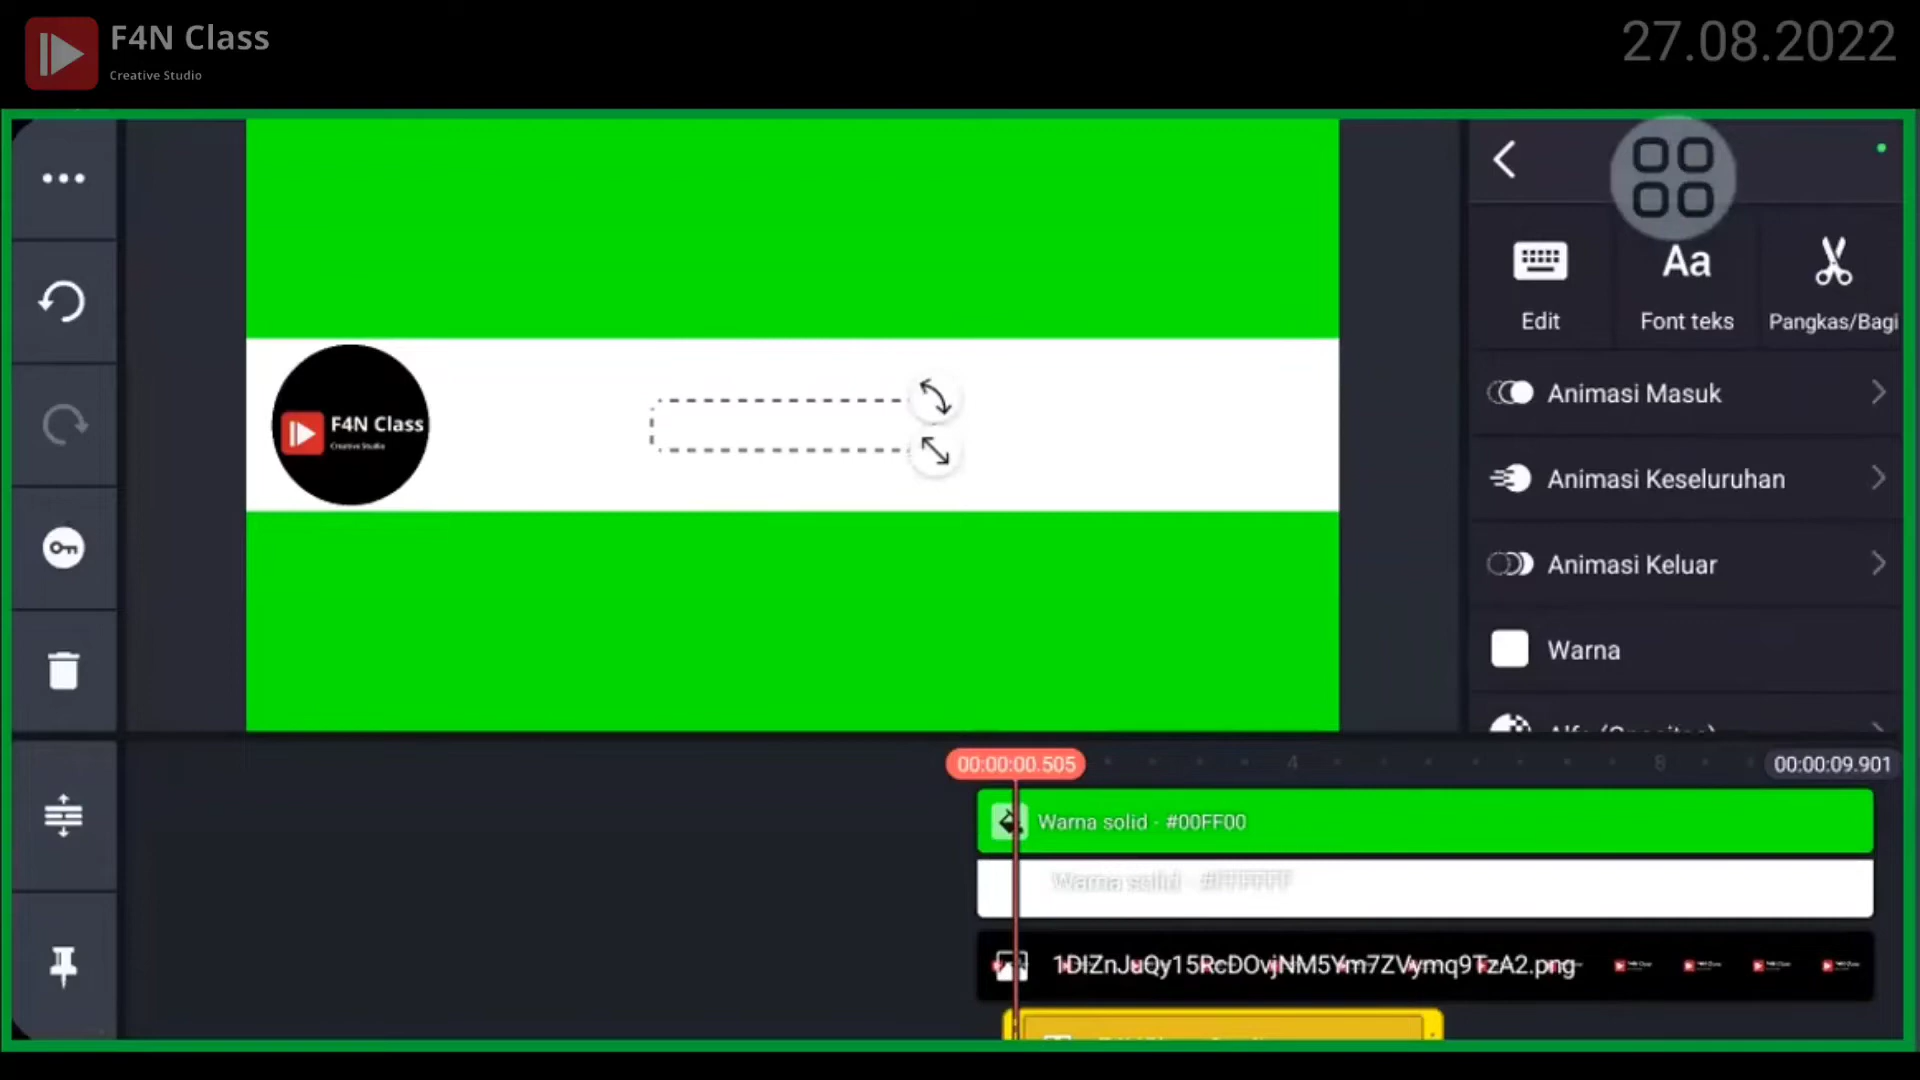 F4N Class
Creative Studio
27.08.2022
Aa
Edit
Font teks
Pangkas/Bagi
F4N Class
Creative Studio
Animasi Masuk
Animasi Keseluruhan
Animasi Keluar
Warna
00:00:00.505
4
8
00:00:09.901
Warna solid - #00FF00
Warna solid - #FFFFFF